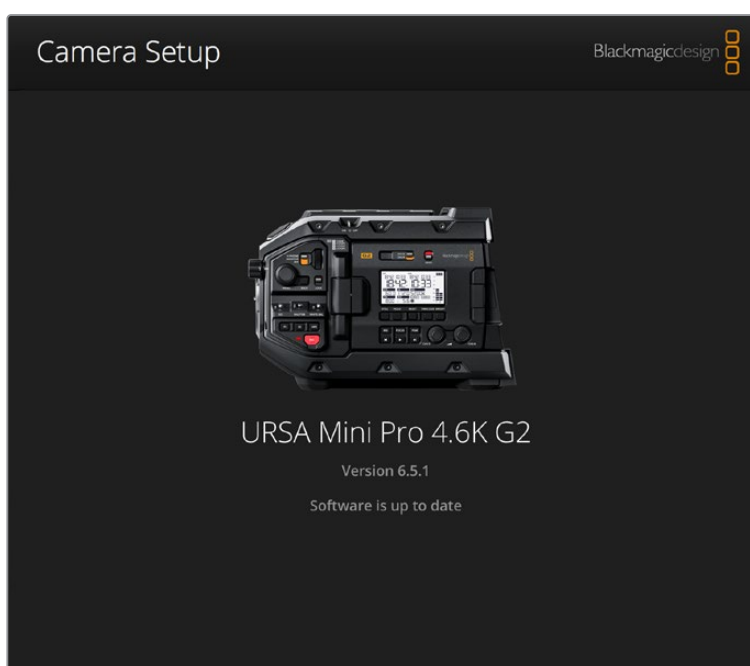 Camera Setup
Blackmagicdesign
URSA Mini Pro 4.6K G2
Version 6.5.1
Software is up to date